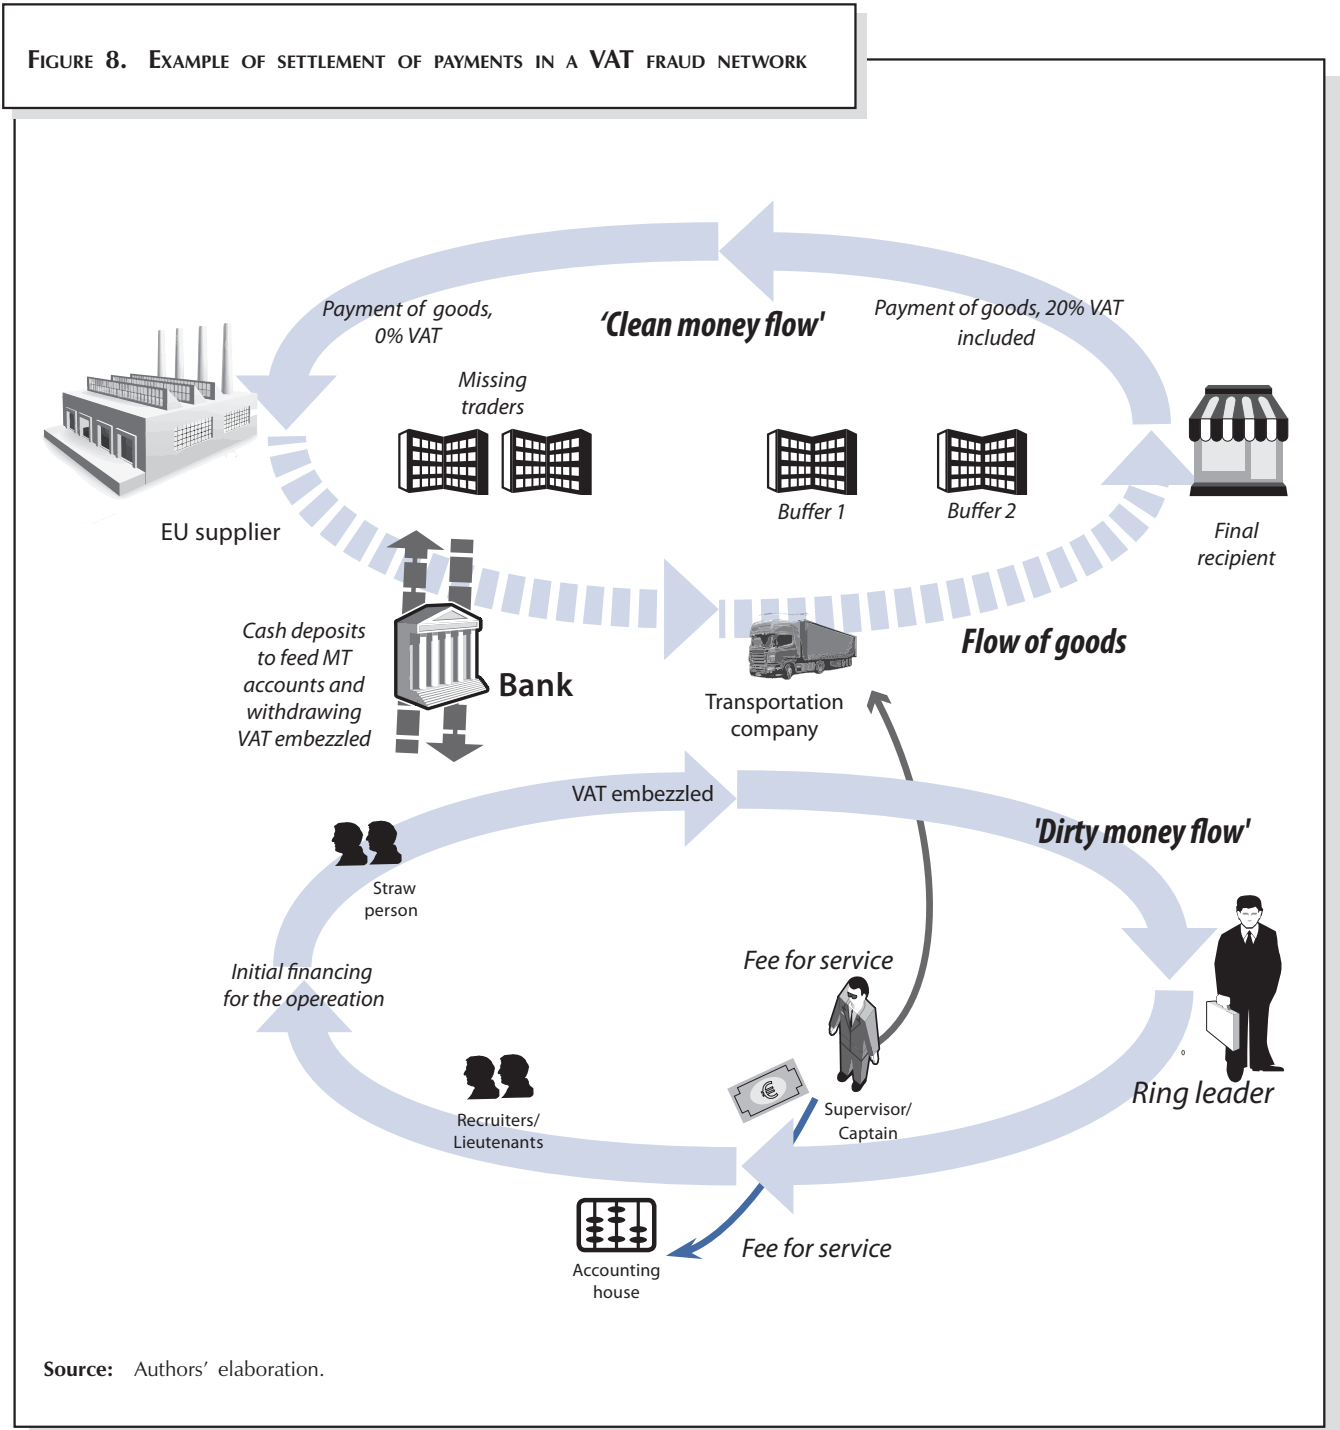 FIGURE 8. EXAMPLE OF SETTLEMENT OF PAYMENTS IN A VAT FRAUD NETWORK
Payment of goods,
0% VAT
'Clean money flow'
Payment of goods, 20% VAT
included
Missing
traders
Buffer 1
Buffer 2
EU supplier
Final
recipient
Cash deposits
to feed MT
accounts and
withdrawing
VAT embezzled
Bank
Flow of goods
Transportation
company
VAT embezzled
'Dirty money flow'
Straw
person
Initial financing
for the opereation
Fee for service
€
Recruiters/
Lieutenants
Supervisor/
Captain
Ring leader
Accounting
house
Fee for service
Source: Authors' elaboration.